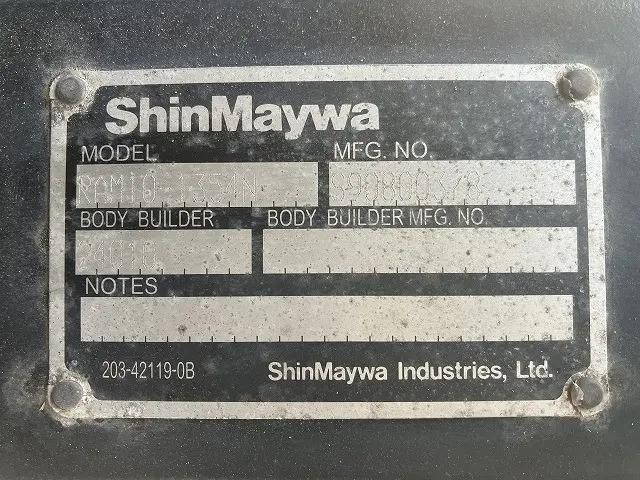 ShinMaywa
MODEL MFG. NO.
BODY BUILDER BODY BUILDER MFG. NO.
NOTES
203-42119-0B ShinMaywa Industries, Ltd.